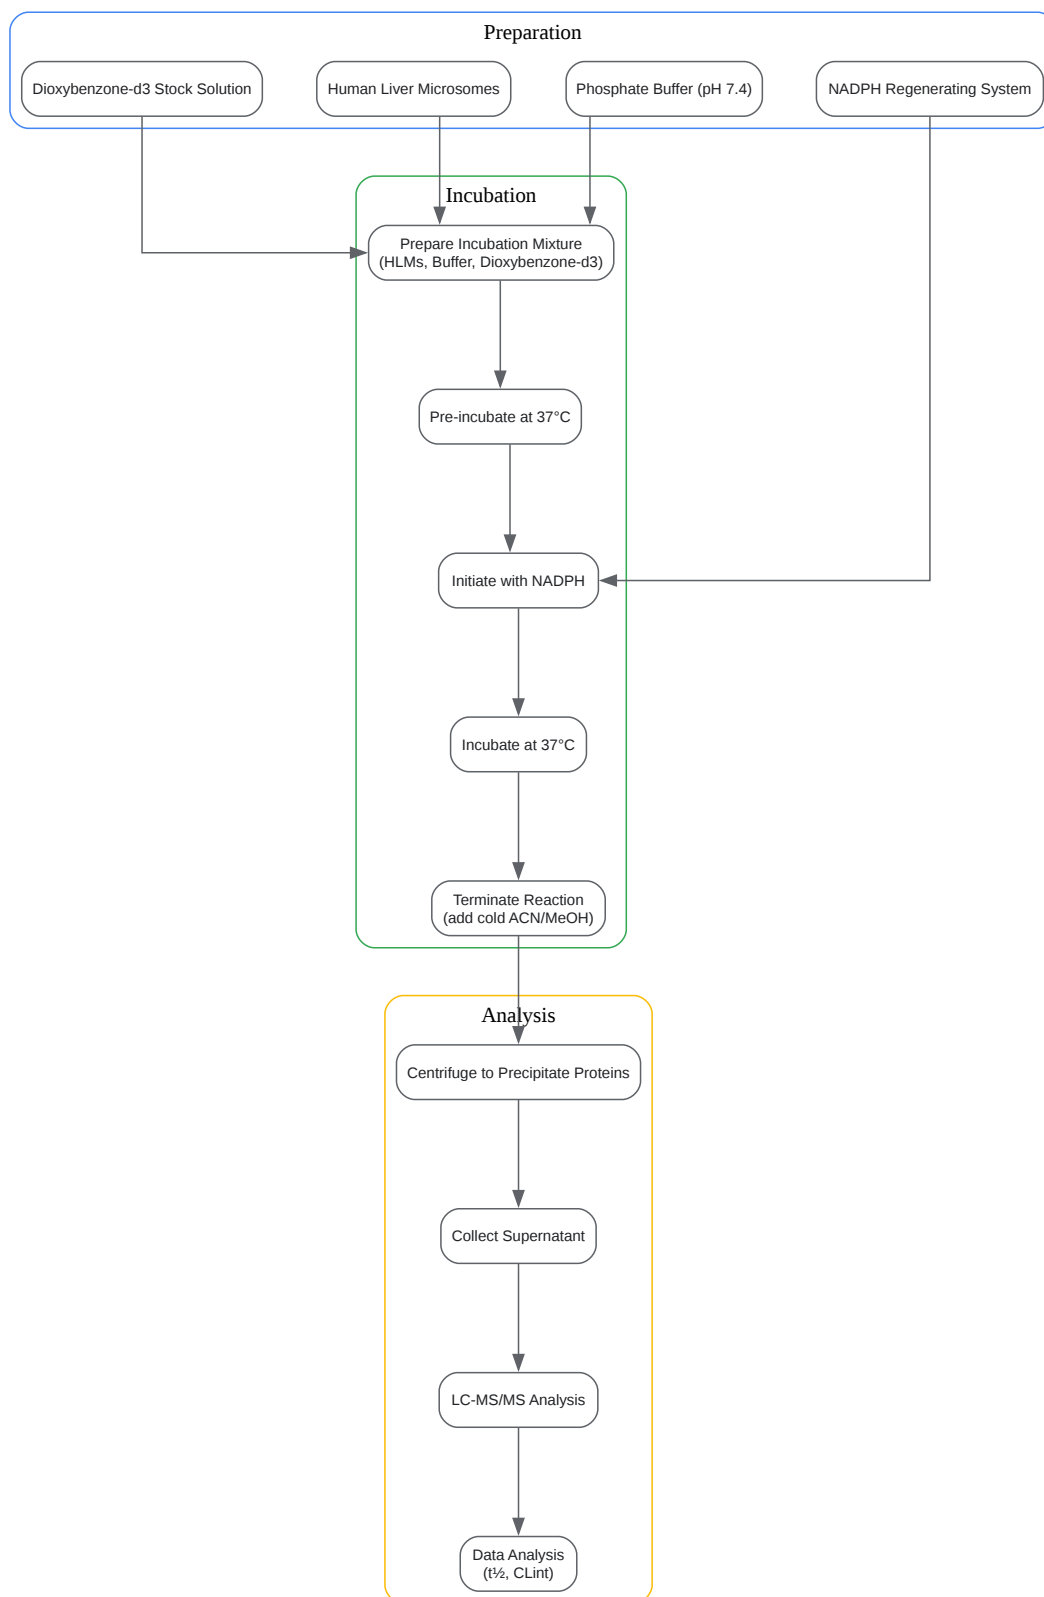 Preparation
Dioxybenzone-d3 Stock Solution
Human Liver Microsomes
Phosphate Buffer (pH 7.4)
NADPH Regenerating System
Incubation
Prepare Incubation Mixture
(HLMs, Buffer, Dioxybenzone-d3)
Pre-incubate at 37°C
Initiate with NADPH
Incubate at 37°C
Terminate Reaction
(add cold ACN/MeOH)
Analysis
Centrifuge to Precipitate Proteins
Collect Supernatant
LC-MS/MS Analysis
Data Analysis
(t½, CLint)